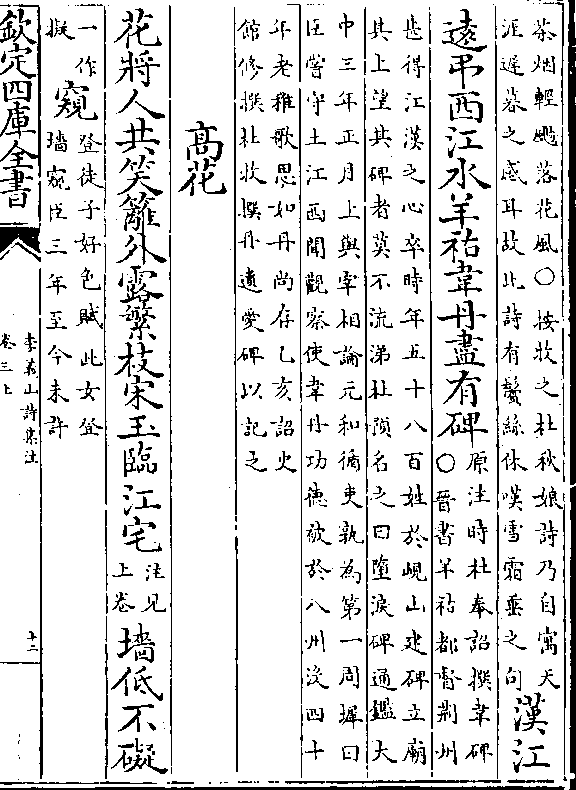 茶烟輕颺落花風○按牧之杜秋娘詩乃自寓天
涯遲暮之感耳故此詩有鬢絲休嘆雪霜垂之句
漢江
遠弔西江水羊祜韋丹盡有碑
原注時杜奉詔撰韋碑
○晉書羊祜都督荆州
甚得江漢之心卒時年五十八百姓於峴山建碑立廟
其上望其碑者莫不流涕杜預名之曰墮淚碑通鑑大
中三年正月上與宰相論元和循吏孰為第一周墀曰
臣嘗守土江西聞觀察使韋丹功德被於八州沒四十
年老稚歌思如丹尚存乙亥詔史
館修撰杜牧撰丹遺愛碑以記之
高花
花將人共笑籬外露繁枝宋玉臨江宅
注見
上卷
墻低不礙
一作
擬
窺
登徒子好色賦此女登
墻窺臣三年至今未許
欽定四庫全書
李義山詩集注
卷三上
十二